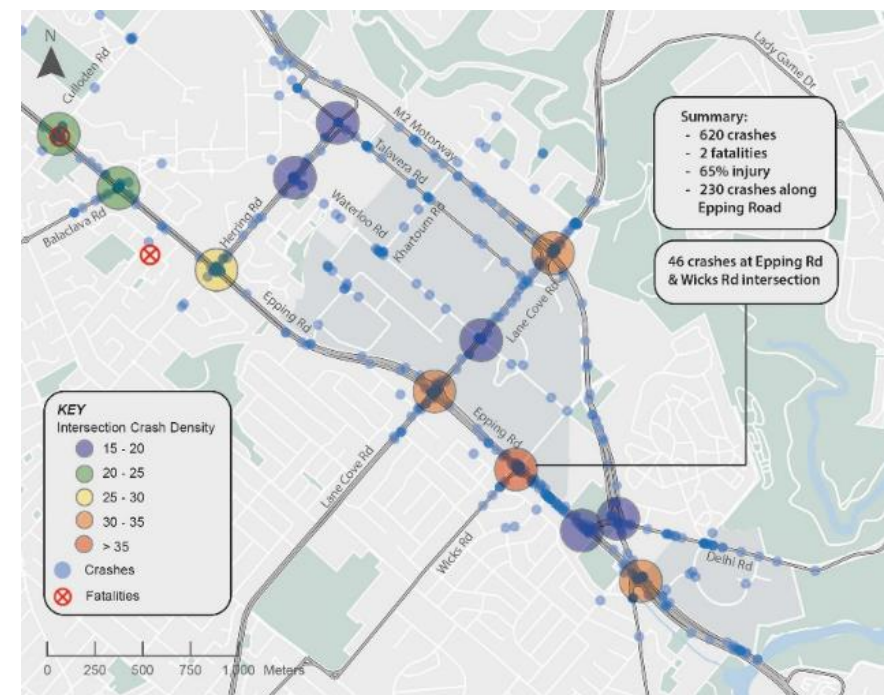 N
Culloden Rd
Lady Game Dr
M2 Motorway
Talavera Rd
Summary:
- 620 crashes
- 2 fatalities
- 65% injury
- 230 crashes along
Epping Road
Balaclava Rd
Herring Rd
Waterloo Rd
Khartoum Rd
46 crashes at Epping Rd
& Wicks Rd intersection
Epping Rd
Lane Cove Rd
KEY
Intersection Crash Density
15 - 20
20 - 25
25 - 30
30 - 35
> 35
Crashes
Fatalities
Epping Rd
Lane Cove Rd
Wicks Rd
Delhi Rd
0 250 500 750 1,000 Meters